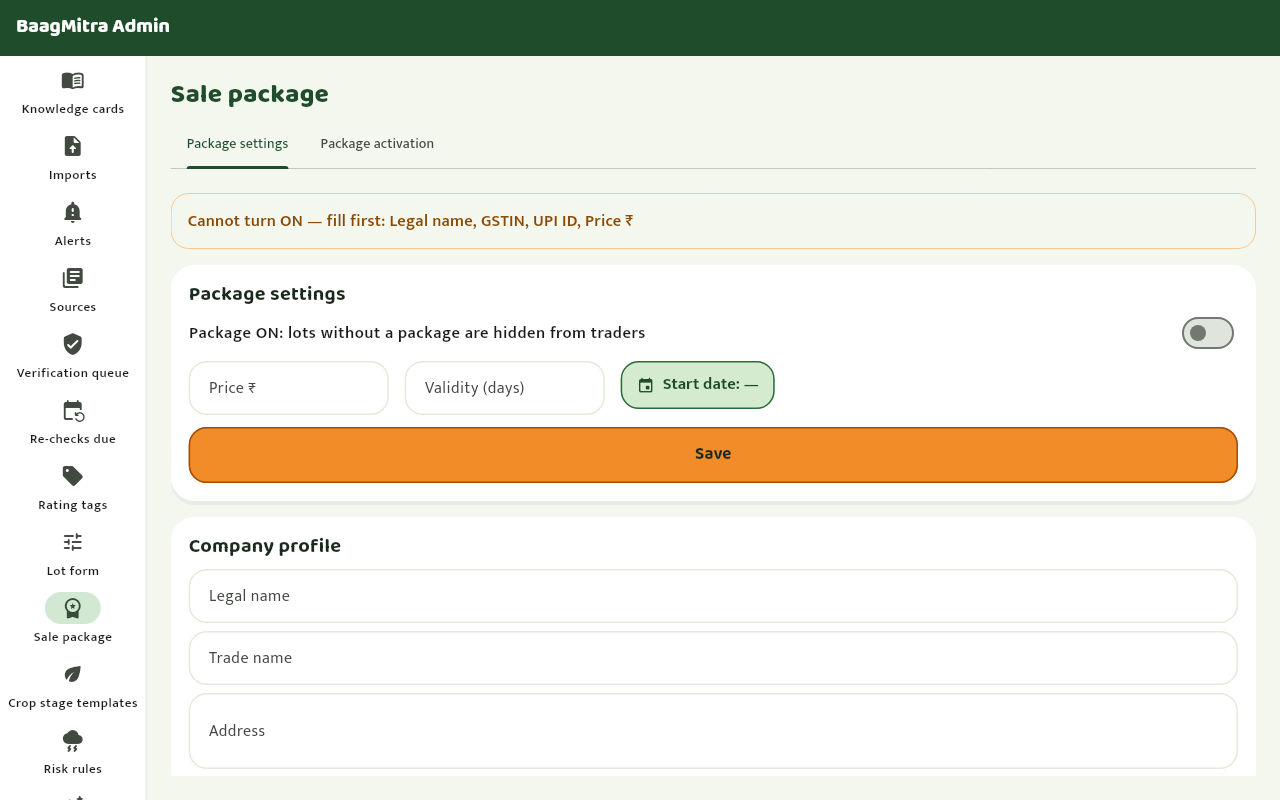 BaagMitra Admin
Knowledge cards
Imports
Alerts
Sources
Verification queue
Re-checks due
Rating tags
Lot form
Sale package
Crop stage templates
Risk rules
Sale package
Package settings
Package activation
Cannot turn ON — fill first: Legal name, GSTIN, UPI ID, Price ₹
Package settings
Package ON: lots without a package are hidden from traders
Price ₹
Validity (days)
Start date: —
Save
Company profile
Legal name
Trade name
Address